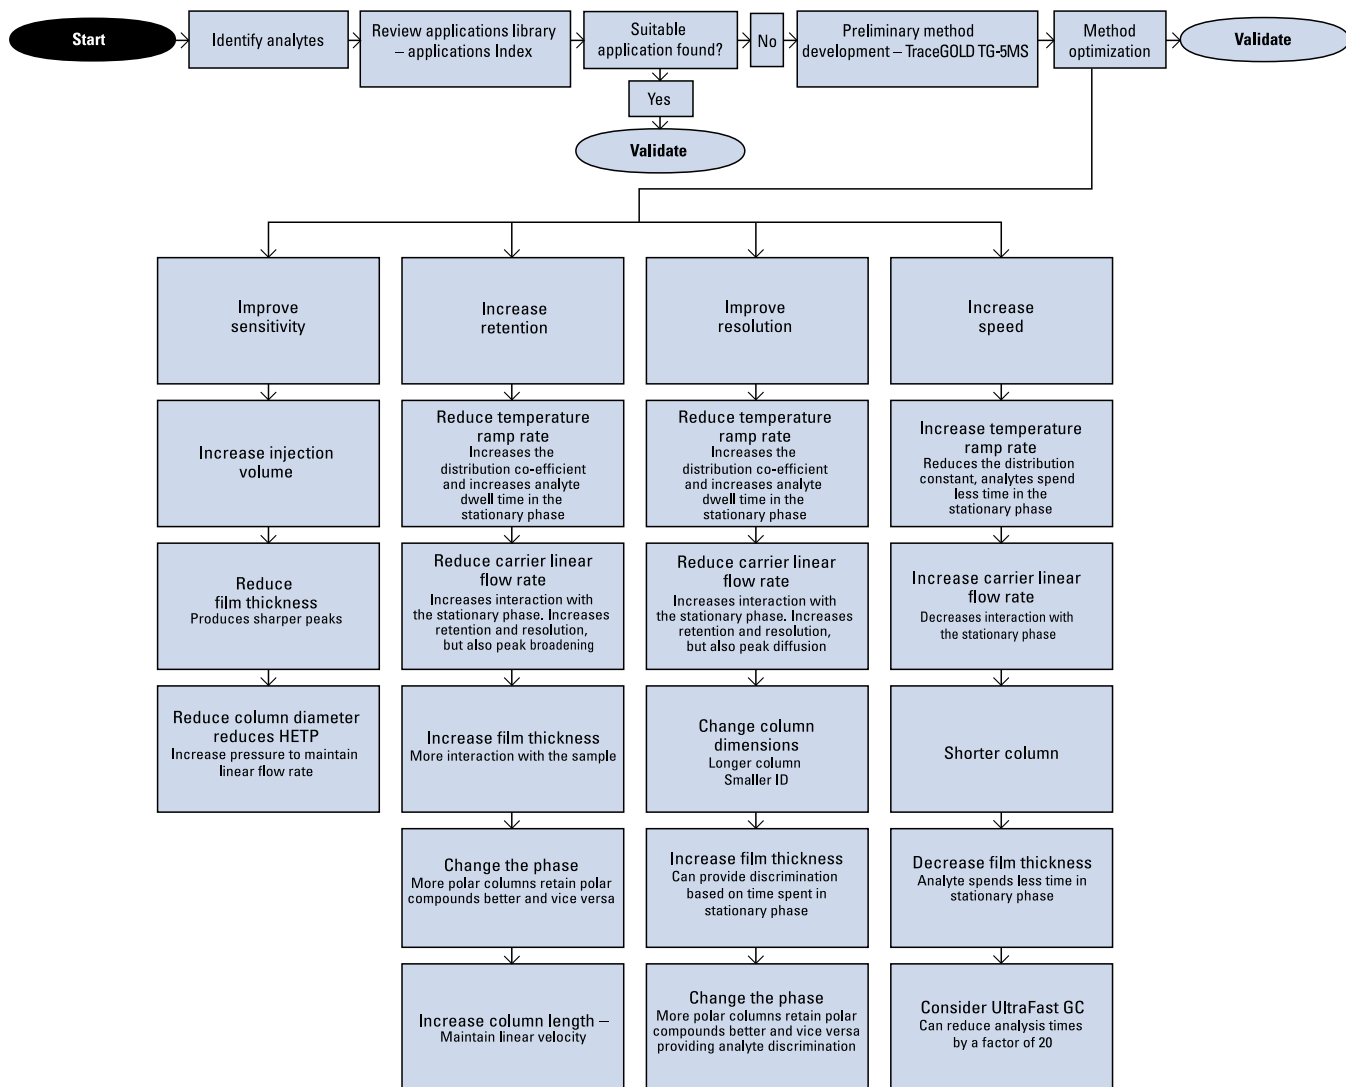 Start
Identify analytes
Review applications library
– applications Index
Suitable
application found?
No
Preliminary method
development – TraceGOLD TG-5MS
Method
optimization
Validate
Yes
Validate
Improve
sensitivity
Increase injection
volume
Reduce
film thickness
Produces sharper peaks
Reduce column diameter
reduces HETP
Increase pressure to maintain
linear flow rate
Increase
retention
Reduce temperature
ramp rate
Increases the
distribution co-efficient
and increases analyte
dwell time in the
stationary phase
Reduce carrier linear
flow rate
Increases interaction with
the stationary phase. Increases
retention and resolution,
but also peak broadening
Increase film thickness
More interaction with the sample
Change the phase
More polar columns retain polar
compounds better and vice versa
Increase column length –
Maintain linear velocity
Improve
resolution
Reduce temperature
ramp rate
Increases the
distribution co-efficient
and increases analyte
dwell time in the
stationary phase
Reduce carrier linear
flow rate
Increases interaction with
the stationary phase. Increases
retention and resolution,
but also peak diffusion
Change column
dimensions
Longer column
Smaller ID
Increase film thickness
Can provide discrimination
based on time spent in
stationary phase
Change the phase
More polar columns retain polar
compounds better and vice versa
providing analyte discrimination
Increase
speed
Increase temperature
ramp rate
Reduces the distribution
constant, analytes spend
less time in the
stationary phase
Increase carrier linear
flow rate
Decreases interaction with
the stationary phase
Shorter column
Decrease film thickness
Analyte spends less time in
stationary phase
Consider UltraFast GC
Can reduce analysis times
by a factor of 20